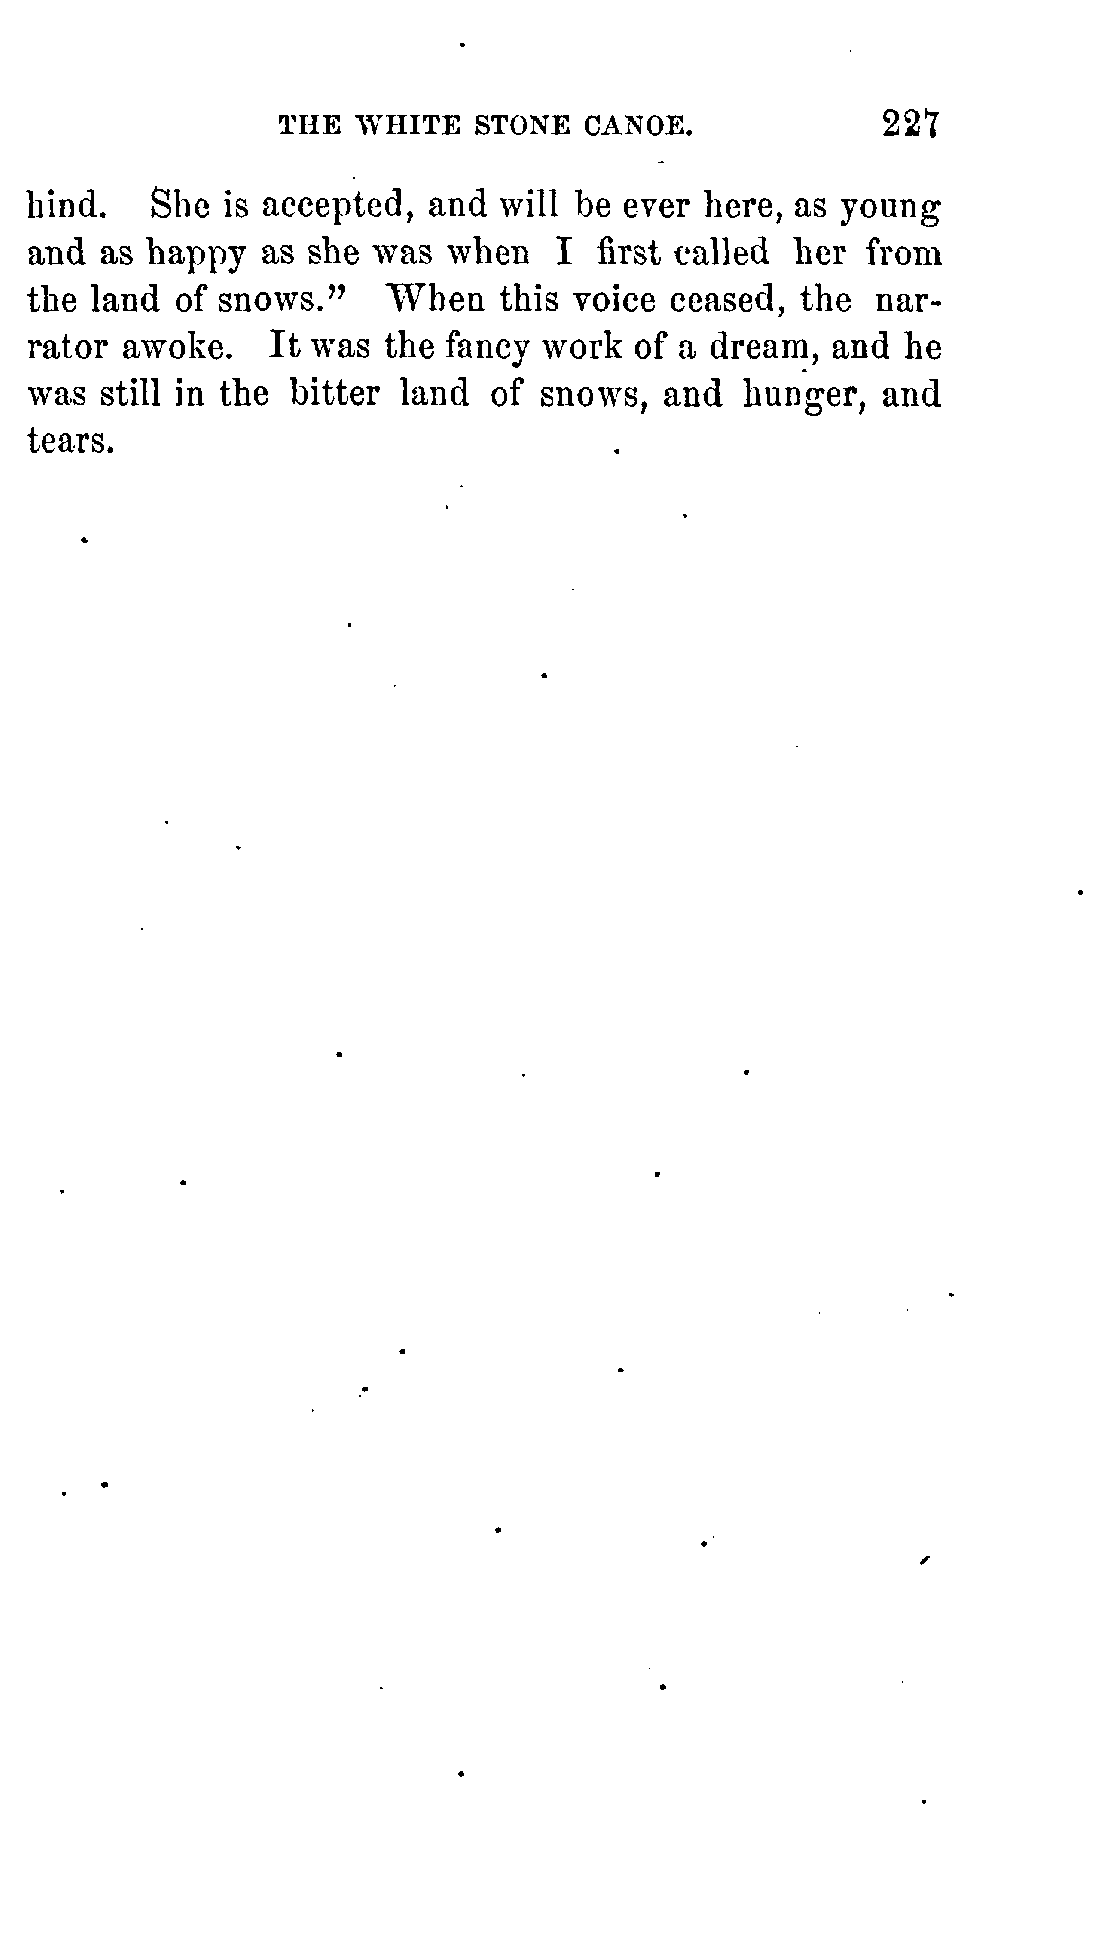 THE WHITE STONE CANOE. 227
hind. She is accepted, and will be ever here, as young
and as happy as she was when I first called her from
the land of snows.” When this voice ceased, the nar-
rator awoke. It was the fancy work of a dream, and he
was still in the bitter land of snows, and hunger, and
tears.